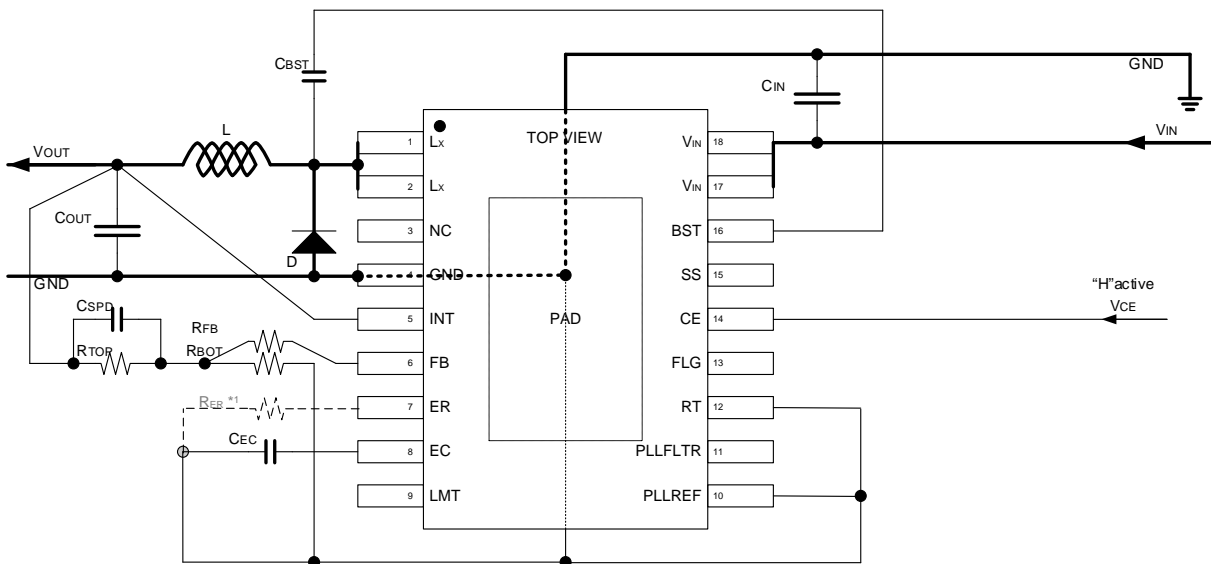 CBST
GND
CIN
L
TOP VIEW
VIN
VOUT
1 LX
VIN 18
2 LX
VIN 17
COUT
3 NC
BST 16
D
4 GND
SS 15
GND
"H"active
CSPD
VCE
5 INT
PAD
CE 14
RFB
RTOP
RBOT
6 FB
FLG 13
RER *1
7 ER
RT 12
CEC
8 EC
PLLFLTR 11
9 LMT
PLLREF 10